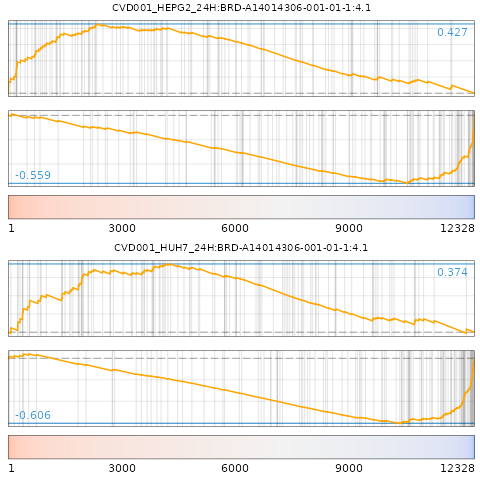 CVD001_HEPG2_24H:BRD-A14014306-001-01-1:4.1
0.427
-0.559
1 3000 6000 9000 12328
CVD001_HUH7_24H:BRD-A14014306-001-01-1:4.1
0.374
-0.606
1 3000 6000 9000 12328